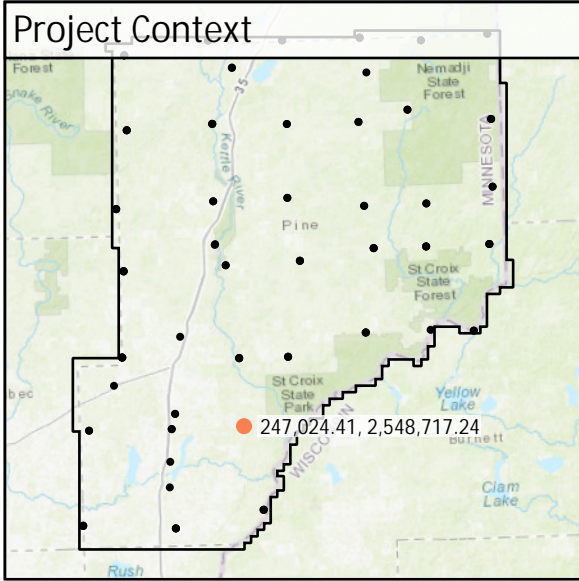 Project Context
Forest
Nemadji
State
Forest
Snake River
35
Kettle
River
MINNESOTA
Pine
St Croix
State
Forest
St Croix
State
Park
Yellow
Lake
bec
247,024.41, 2,548,717.24
Burnett
WISCONSIN
Clam
Lake
Rush